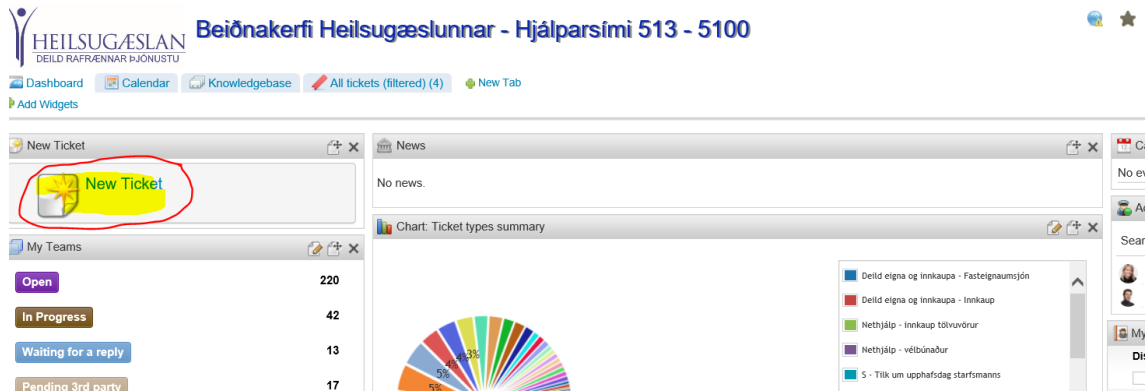 HEILSUGÆSLAN
DEILD RAFRÆNNAR ÞJÓNUSTU
Beiðnakerfi Heilsugæslunnar - Hjálparsími 513 - 5100
Dashboard
Calendar
Knowledgebase
All tickets (filtered) (4)
New Tab
Add Widgets
New Ticket
New Ticket
My Teams
Open 220
In Progress 42
Waiting for a reply 13
Pending 3rd party 17
News
No news.
Chart: Ticket types summary
3%
4%
5%
5%
Deild eigna og innkaupa - Fasteignaumsjón
Deild eigna og innkaupa - Innkaup
Nethjálp - innkaup tölvuvörur
Nethjálp - vélbúnaður
S - Tilk um upphafsdag starfsmanns
No
My